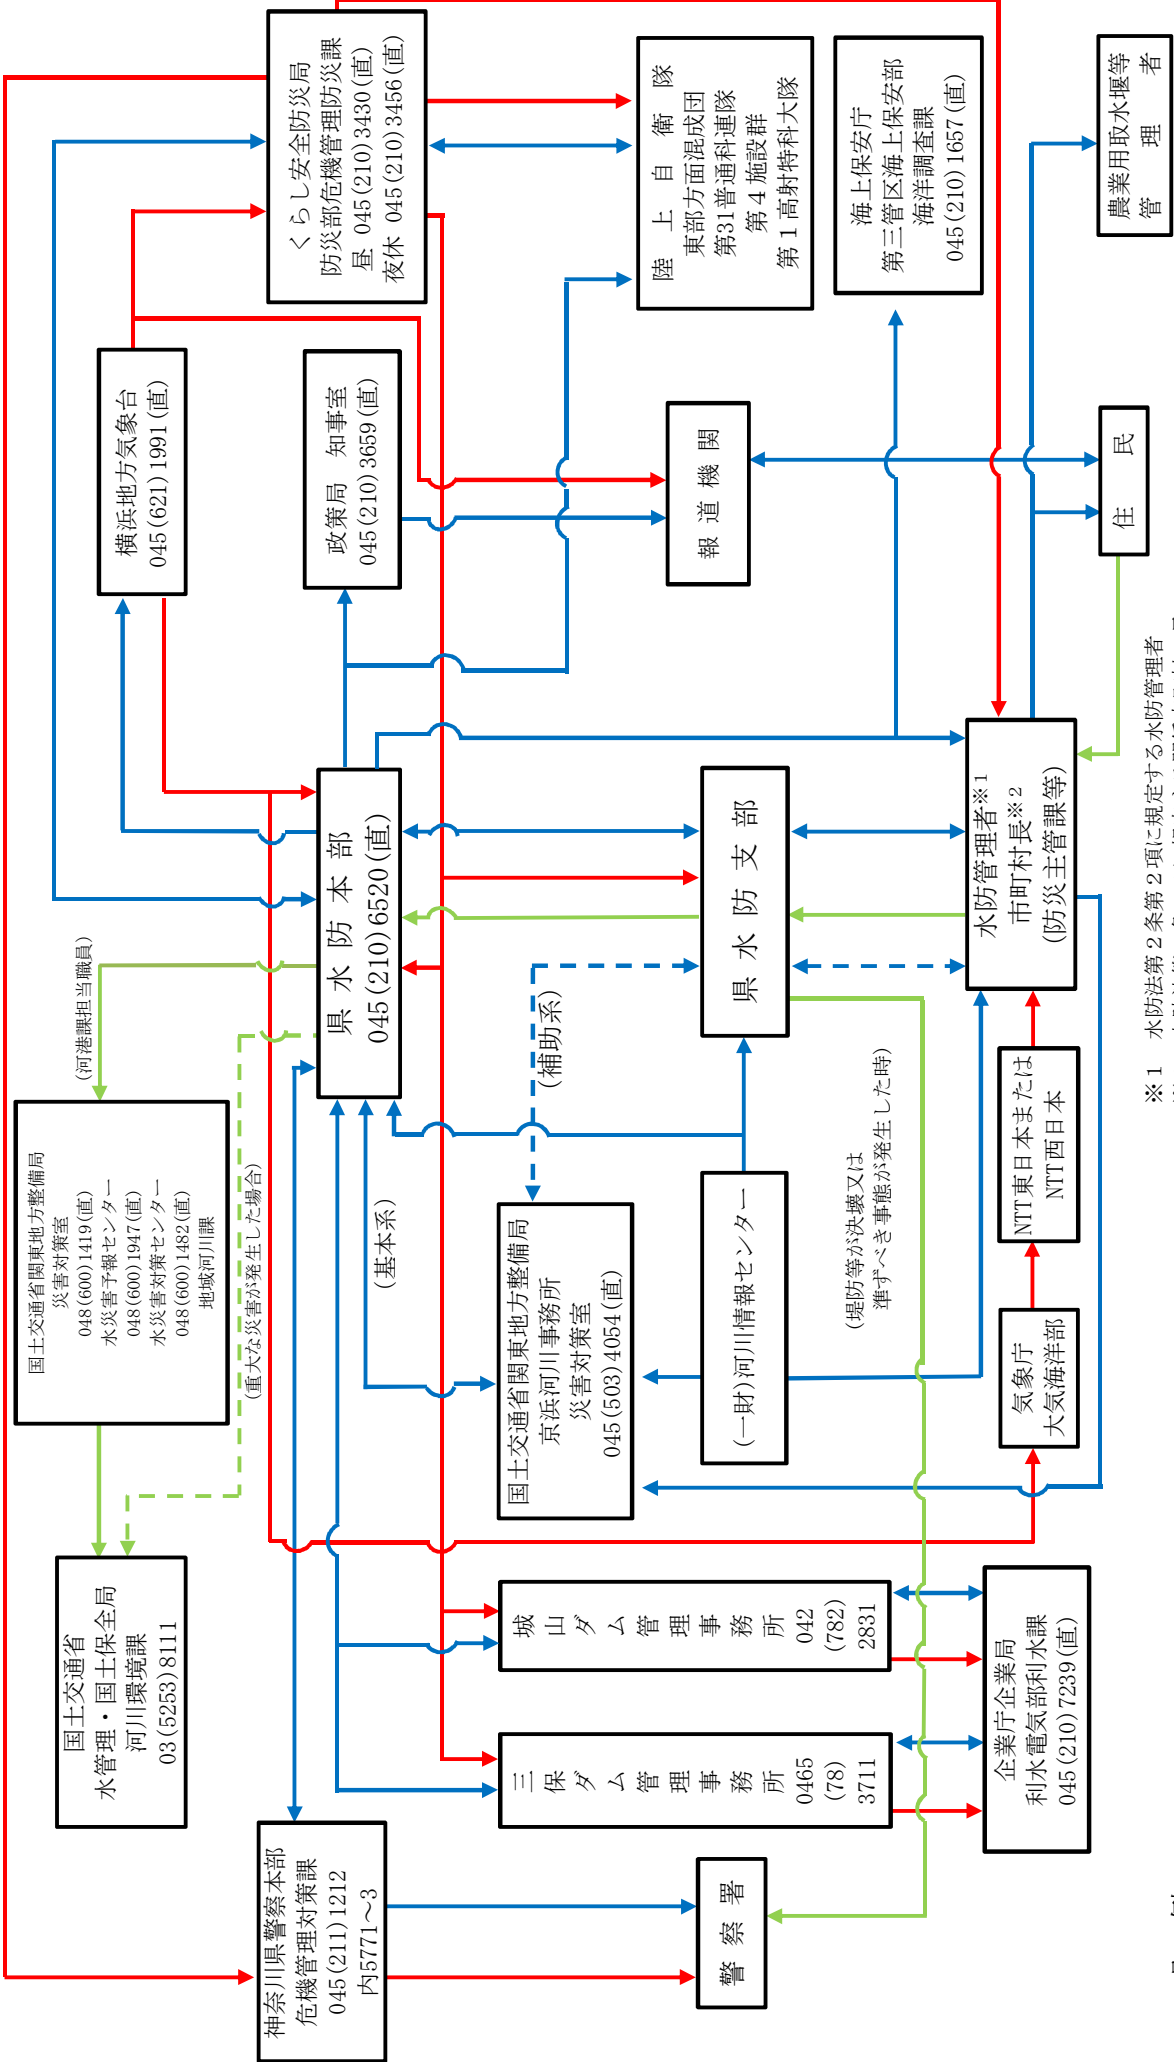 国土交通省
水管理・国土保全局
河川環境課
03(5253)8111
国土交通省関東地方整備局
災害対策室
048(600)1419(直)
水災害予報センター
048(600)1947(直)
水災害対策センター
048(600)1482(直)
地域河川課
(河港課担当職員)
(重大な災害が発生した場合)
横浜地方気象台
045(621)1991(直)
くらし安全防災局
防災部危機管理防災課
昼 045(210)3430(直)
夜休 045(210)3456(直)
神奈川県警察本部
危機管理対策課
045(211)1212
内5771～3
県水防本部
045(210)6520(直)
政策局　知事室
045(210)3659(直)
(基本系)
(補助系)
三保ダム管理事務所
0465
(78)
3711
城山ダム管理事務所
042
(782)
2831
国土交通省関東地方整備局
京浜河川事務所
災害対策室
045(503)4054(直)
陸上自衛隊
東部方面混成団
第31普通科連隊
第４施設群
第１高射特科大隊
警察署
(一財)河川情報センター
県水防支部
報道機関
海上保安庁
第三管区海上保安部
海洋調査課
045(210)1657(直)
(堤防等が決壊又は
準ずべき事態が発生した時)
企業庁企業局
利水電気部利水課
045(210)7239(直)
気象庁
大気海洋部
NTT東日本または
NTT西日本
水防管理者※1
市町村長※2
(防災主管課等)
住民
農業用取水堰等
管理者
※１　水防法第２条第２項に規定する水防管理者